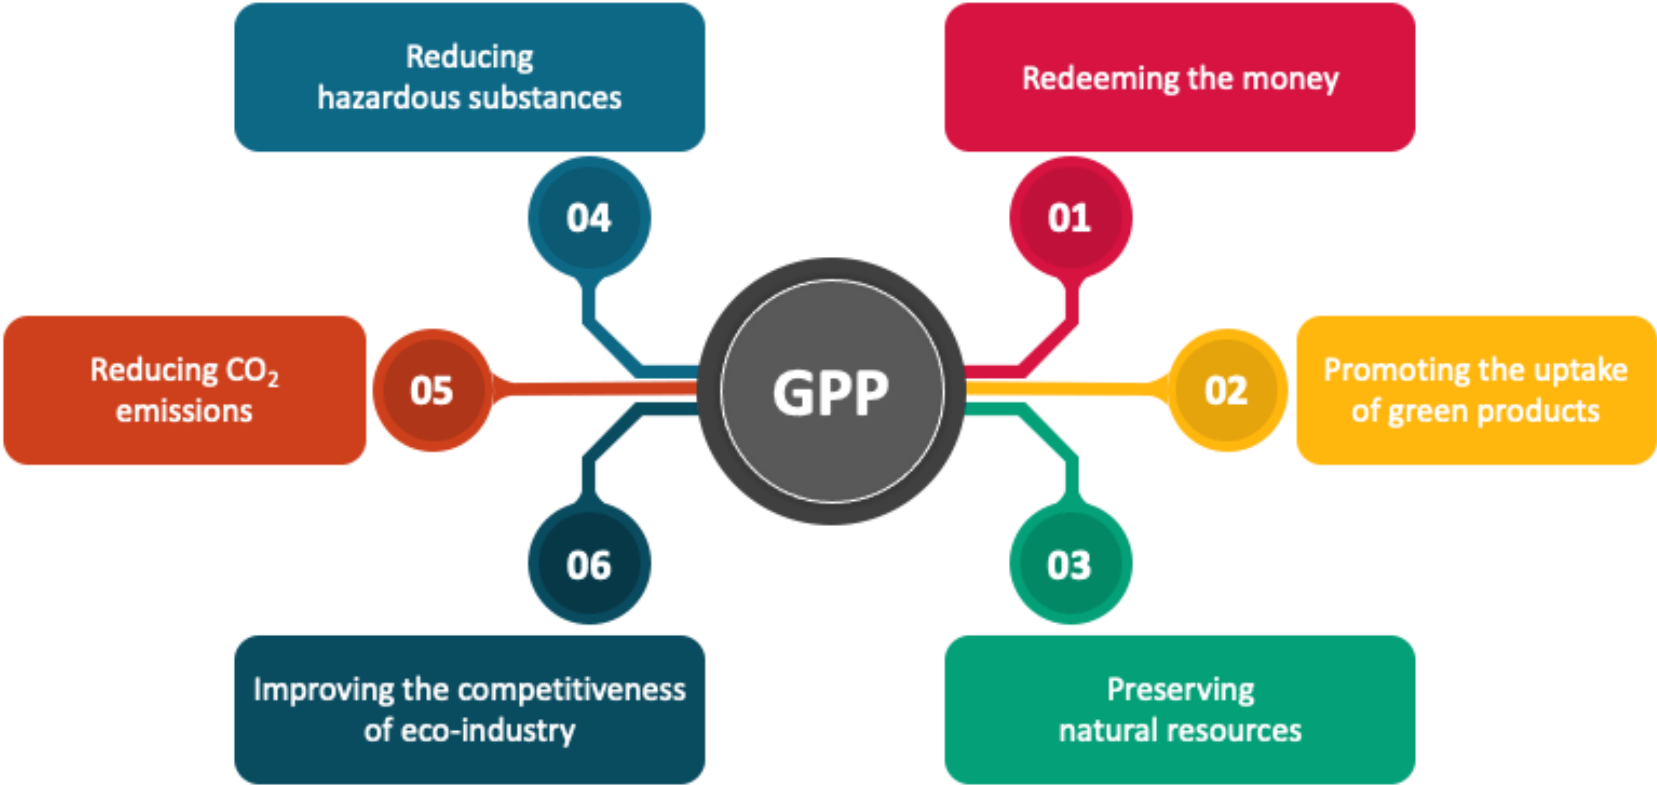 GPP
01
Redeeming the money
02
Promoting the uptake
of green products
03
Preserving
natural resources
04
Reducing
hazardous substances
05
Reducing CO₂
emissions
06
Improving the competitiveness
of eco-industry